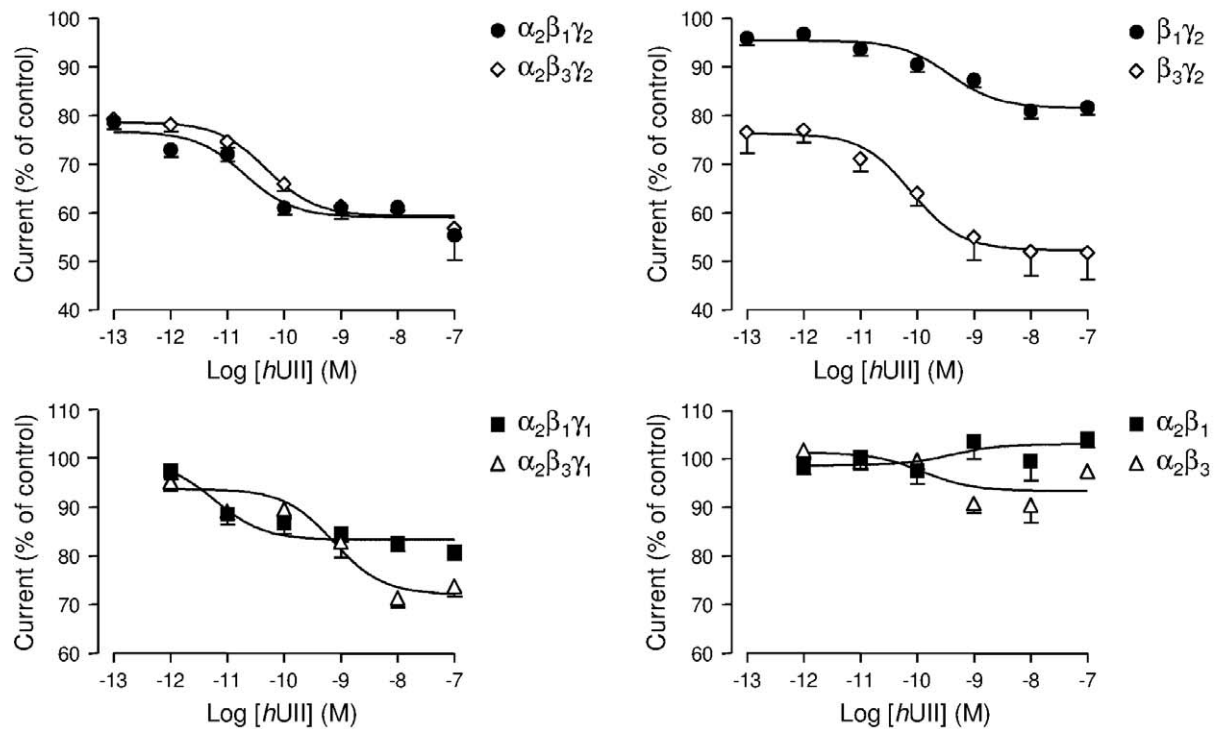 100
90
80
70
60
50
40
Current (% of control)
-13 -12 -11 -10 -9 -8 -7
Log [hUII] (M)
α₂β₁γ₂
α₂β₃γ₂
100
90
80
70
60
50
40
Current (% of control)
-13 -12 -11 -10 -9 -8 -7
Log [hUII] (M)
β₁γ₂
β₃γ₂
110
100
90
80
70
60
Current (% of control)
-13 -12 -11 -10 -9 -8 -7
Log [hUII] (M)
α₂β₁γ₁
α₂β₃γ₁
110
100
90
80
70
60
Current (% of control)
-13 -12 -11 -10 -9 -8 -7
Log [hUII] (M)
α₂β₁
α₂β₃